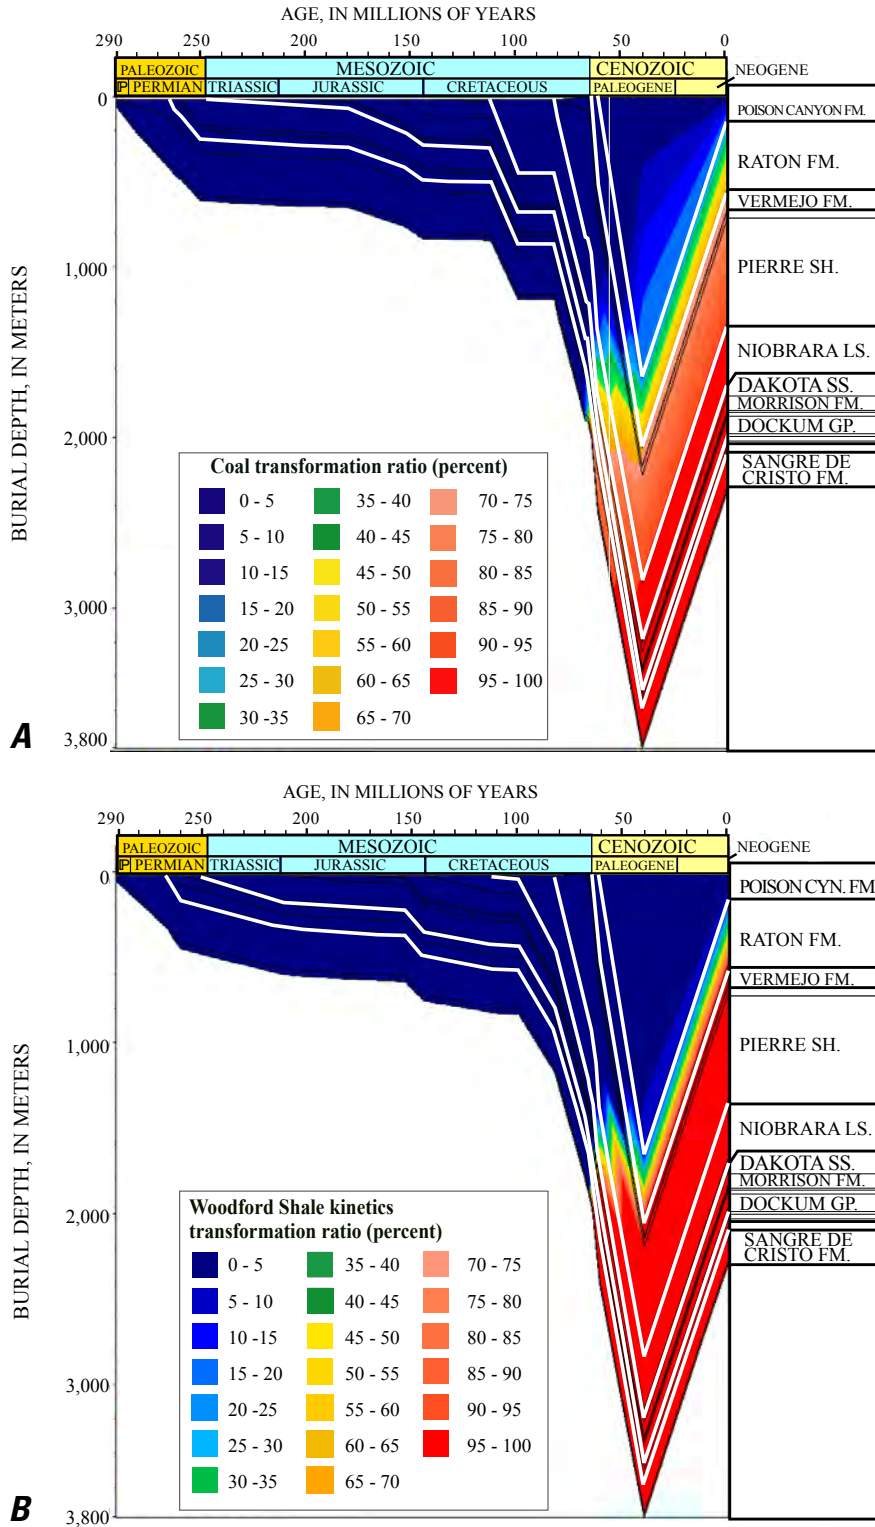 AGE, IN MILLIONS OF YEARS
290 250 200 150 100 50 0
PALEOZOIC MESOZOIC CENOZOIC NEOGENE
IP PERMIAN TRIASSIC JURASSIC CRETACEOUS PALEOGENE
0
1,000
2,000
3,000
3,800
BURIAL DEPTH, IN METERS
POISON CANYON FM.
RATON FM.
VERMEJO FM.
PIERRE SH.
NIOBRARA LS.
DAKOTA SS.
MORRISON FM.
DOCKUM GP.
SANGRE DE
CRISTO FM.
Coal transformation ratio (percent)
0 - 5 35 - 40 70 - 75
5 - 10 40 - 45 75 - 80
10 -15 45 - 50 80 - 85
15 - 20 50 - 55 85 - 90
20 -25 55 - 60 90 - 95
25 - 30 60 - 65 95 - 100
30 -35 65 - 70
A
AGE, IN MILLIONS OF YEARS
290 250 200 150 100 50 0
PALEOZOIC MESOZOIC CENOZOIC NEOGENE
IP PERMIAN TRIASSIC JURASSIC CRETACEOUS PALEOGENE
0
1,000
2,000
3,000
3,800
BURIAL DEPTH, IN METERS
POISON CYN. FM
RATON FM.
VERMEJO FM.
PIERRE SH.
NIOBRARA LS.
DAKOTA SS.
MORRISON FM.
DOCKUM GP.
SANGRE DE
CRISTO FM.
Woodford Shale kinetics
transformation ratio (percent)
0 - 5 35 - 40 70 - 75
5 - 10 40 - 45 75 - 80
10 -15 45 - 50 80 - 85
15 - 20 50 - 55 85 - 90
20 -25 55 - 60 90 - 95
25 - 30 60 - 65 95 - 100
30 -35 65 - 70
B